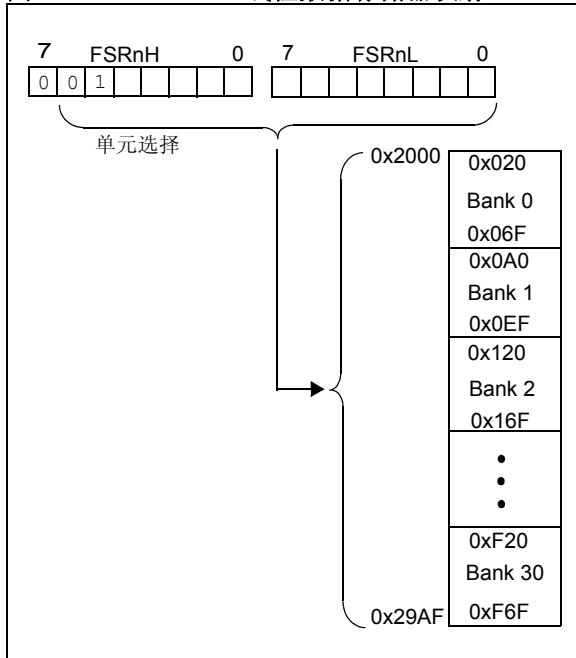 7 FSRnH 0 7 FSRnL 0
0 0 1
单元选择
0x2000
0x020
Bank 0
0x06F
0x0A0
Bank 1
0x0EF
0x120
Bank 2
0x16F
0xF20
Bank 30
0x29AF 0xF6F